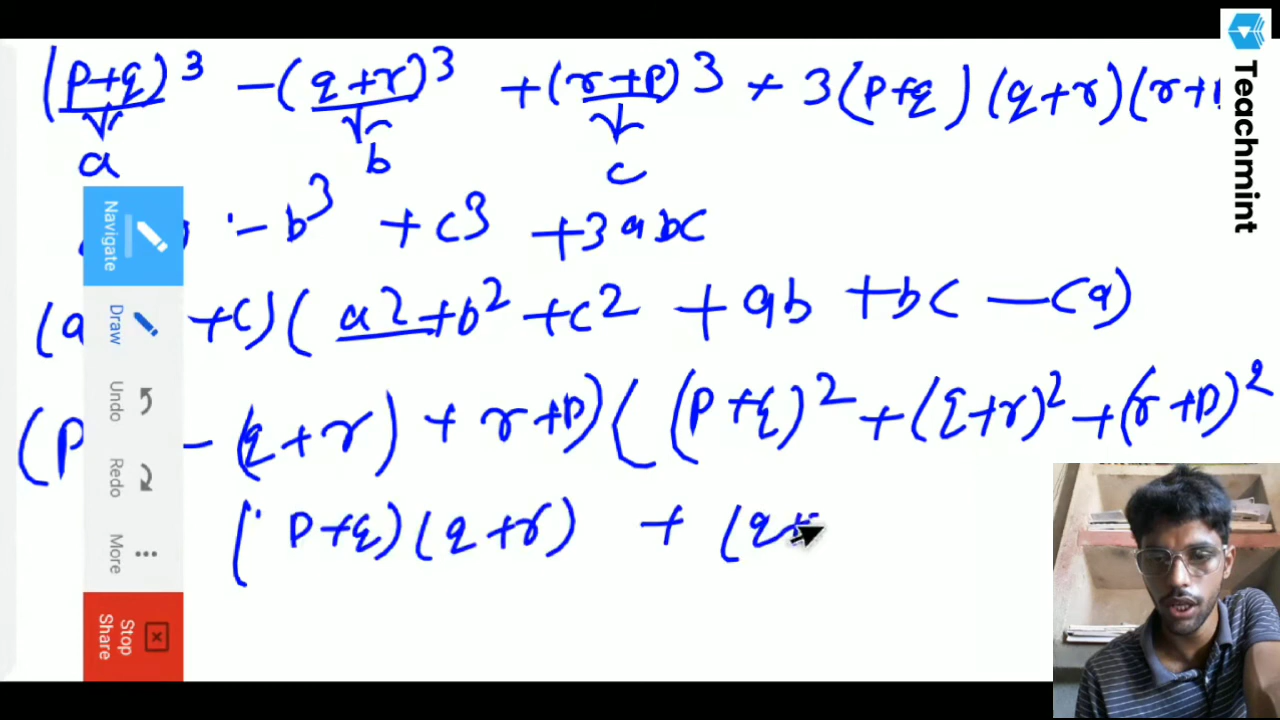 (p+q)³ -(q+r)³ +(r+p)³ + 3(p+q)(q+r)(r+
a b c
-b³ +c³ +3abc
(a +c)(a2+b² +c2 +ab +bc -ca)
(p -(q+r)+r+p)((p+q)²+(q+r)²+(r+p)²
(p+q)(q+r) + (q+
Navigate
Draw
Undo
Redo
More
Stop Share
Teachmint